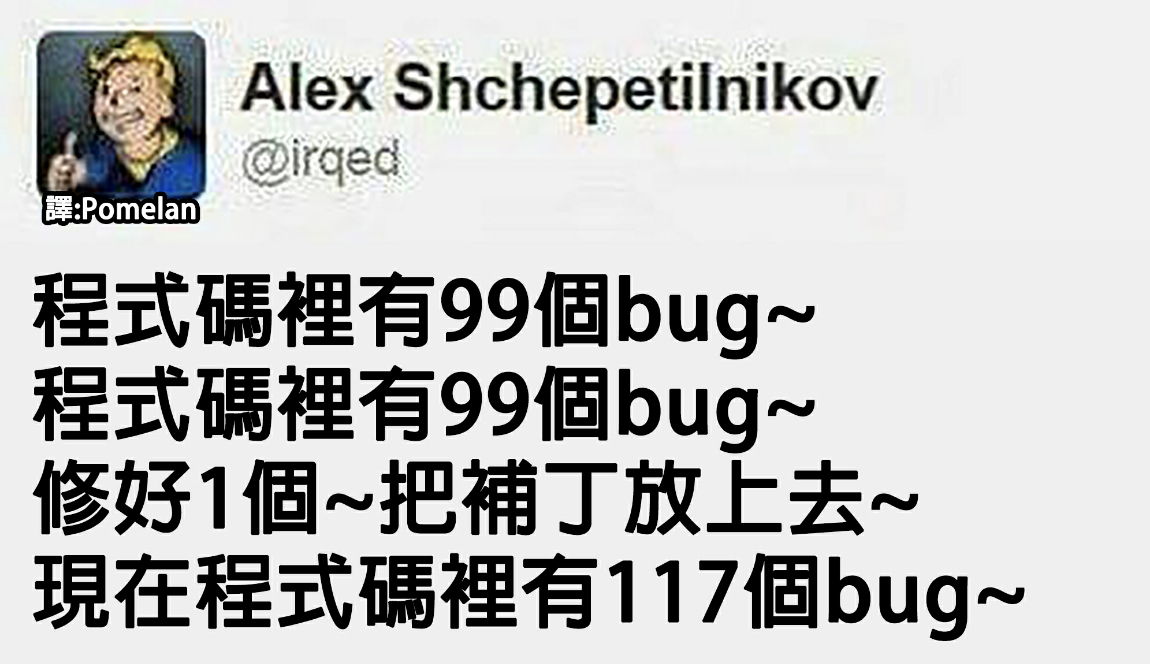 Alex Shchepetilnikov
@irqed
譯:Pomelan
程式碼裡有99個bug~
程式碼裡有99個bug~
修好1個~把補丁放上去~
現在程式碼裡有117個bug~